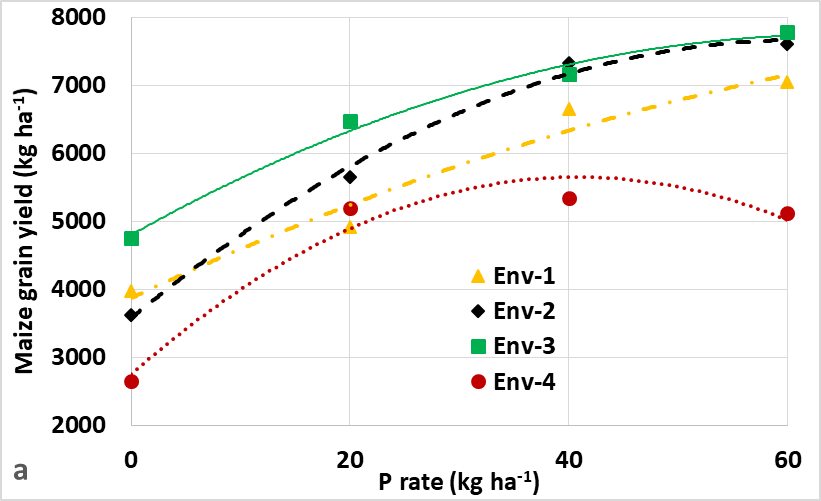 8000
7000
6000
5000
4000
3000
2000
Maize grain yield (kg ha⁻¹)
Env-1
Env-2
Env-3
Env-4
0 20 40 60
P rate (kg ha⁻¹)
a